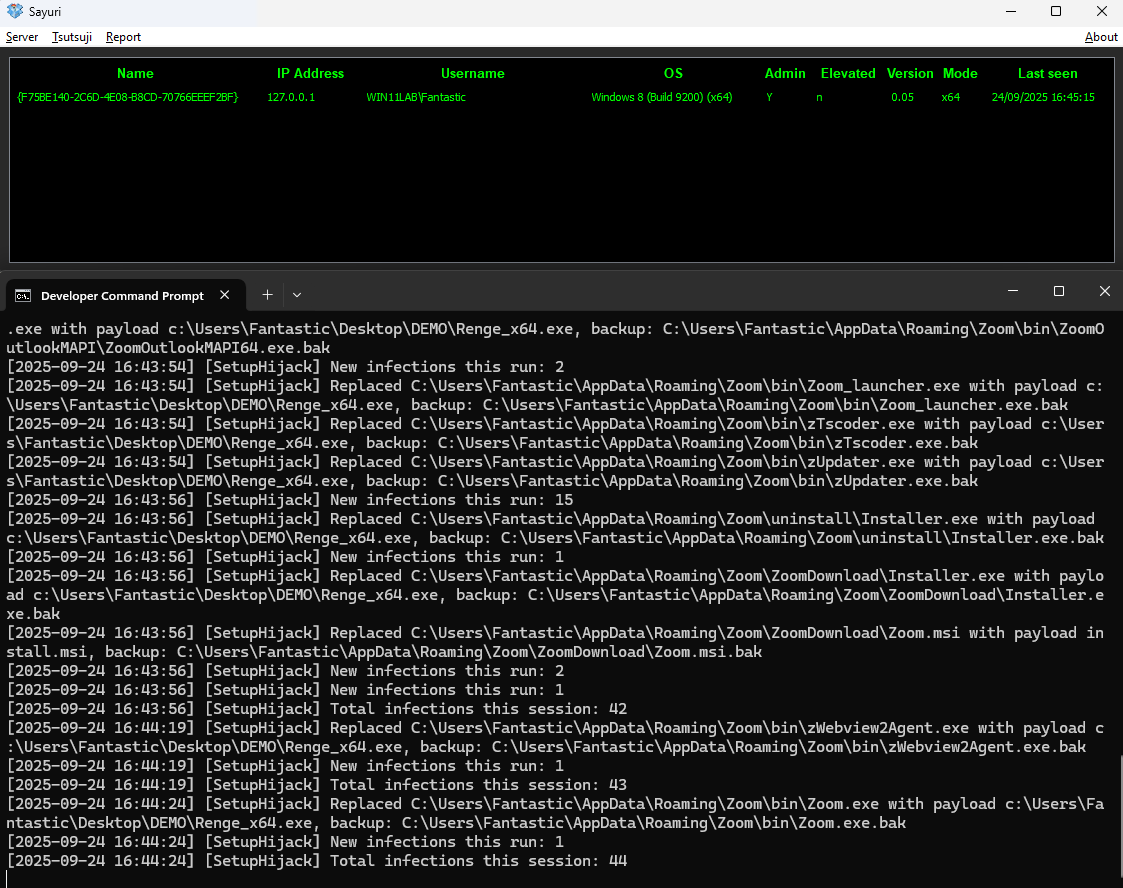 Sayuri
Server Tsutsuji Report About
Name IP Address Username OS Admin Elevated Version Mode Last seen
{F75BE140-2C6D-4E08-B8CD-70766EEEF2BF} 127.0.0.1 WIN11LAB\Fantastic Windows 8 (Build 9200) (x64) Y n 0.05 x64 24/09/2025 16:45:15
Developer Command Prompt
.exe with payload c:\Users\Fantastic\Desktop\DEMO\Renge_x64.exe, backup: C:\Users\Fantastic\AppData\Roaming\Zoom\bin\ZoomO
utlookMAPI\ZoomOutlookMAPI64.exe.bak
[2025-09-24 16:43:54] [SetupHijack] New infections this run: 2
[2025-09-24 16:43:54] [SetupHijack] Replaced C:\Users\Fantastic\AppData\Roaming\Zoom\bin\Zoom_launcher.exe with payload c:
\Users\Fantastic\Desktop\DEMO\Renge_x64.exe, backup: C:\Users\Fantastic\AppData\Roaming\Zoom\bin\Zoom_launcher.exe.bak
[2025-09-24 16:43:54] [SetupHijack] Replaced C:\Users\Fantastic\AppData\Roaming\Zoom\bin\zTscoder.exe with payload c:\User
s\Fantastic\Desktop\DEMO\Renge_x64.exe, backup: C:\Users\Fantastic\AppData\Roaming\Zoom\bin\zTscoder.exe.bak
[2025-09-24 16:43:54] [SetupHijack] Replaced C:\Users\Fantastic\AppData\Roaming\Zoom\bin\zUpdater.exe with payload c:\User
s\Fantastic\Desktop\DEMO\Renge_x64.exe, backup: C:\Users\Fantastic\AppData\Roaming\Zoom\bin\zUpdater.exe.bak
[2025-09-24 16:43:56] [SetupHijack] New infections this run: 15
[2025-09-24 16:43:56] [SetupHijack] Replaced C:\Users\Fantastic\AppData\Roaming\Zoom\uninstall\Installer.exe with payload
c:\Users\Fantastic\Desktop\DEMO\Renge_x64.exe, backup: C:\Users\Fantastic\AppData\Roaming\Zoom\uninstall\Installer.exe.bak
[2025-09-24 16:43:56] [SetupHijack] New infections this run: 1
[2025-09-24 16:43:56] [SetupHijack] Replaced C:\Users\Fantastic\AppData\Roaming\Zoom\ZoomDownload\Installer.exe with paylo
ad c:\Users\Fantastic\Desktop\DEMO\Renge_x64.exe, backup: C:\Users\Fantastic\AppData\Roaming\Zoom\ZoomDownload\Installer.e
xe.bak
[2025-09-24 16:43:56] [SetupHijack] Replaced C:\Users\Fantastic\AppData\Roaming\Zoom\ZoomDownload\Zoom.msi with payload in
stall.msi, backup: C:\Users\Fantastic\AppData\Roaming\Zoom\ZoomDownload\Zoom.msi.bak
[2025-09-24 16:43:56] [SetupHijack] New infections this run: 2
[2025-09-24 16:43:56] [SetupHijack] New infections this run: 1
[2025-09-24 16:43:56] [SetupHijack] Total infections this session: 42
[2025-09-24 16:44:19] [SetupHijack] Replaced C:\Users\Fantastic\AppData\Roaming\Zoom\bin\zWebview2Agent.exe with payload c
:\Users\Fantastic\Desktop\DEMO\Renge_x64.exe, backup: C:\Users\Fantastic\AppData\Roaming\Zoom\bin\zWebview2Agent.exe.bak
[2025-09-24 16:44:19] [SetupHijack] New infections this run: 1
[2025-09-24 16:44:19] [SetupHijack] Total infections this session: 43
[2025-09-24 16:44:24] [SetupHijack] Replaced C:\Users\Fantastic\AppData\Roaming\Zoom\bin\Zoom.exe with payload c:\Users\Fa
ntastic\Desktop\DEMO\Renge_x64.exe, backup: C:\Users\Fantastic\AppData\Roaming\Zoom\bin\Zoom.exe.bak
[2025-09-24 16:44:24] [SetupHijack] New infections this run: 1
[2025-09-24 16:44:24] [SetupHijack] Total infections this session: 44